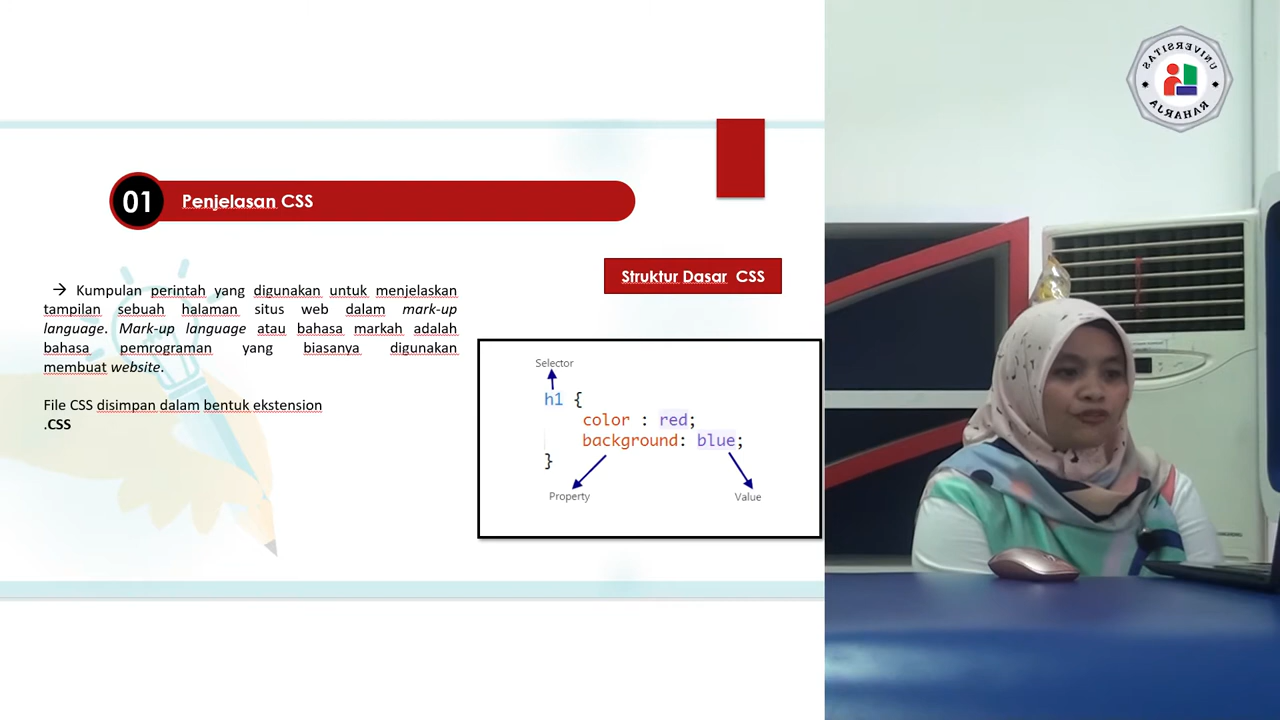 UNIVERSITAS
RAHARJA
01 Penjelasan CSS
Struktur Dasar CSS
→ Kumpulan perintah yang digunakan untuk menjelaskan
tampilan sebuah halaman situs web dalam mark-up
language. Mark-up language atau bahasa markah adalah
bahasa pemrograman yang biasanya digunakan
membuat website.
File CSS disimpan dalam bentuk ekstension
.CSS
Selector
h1 {
color : red;
background: blue;
}
Property
Value